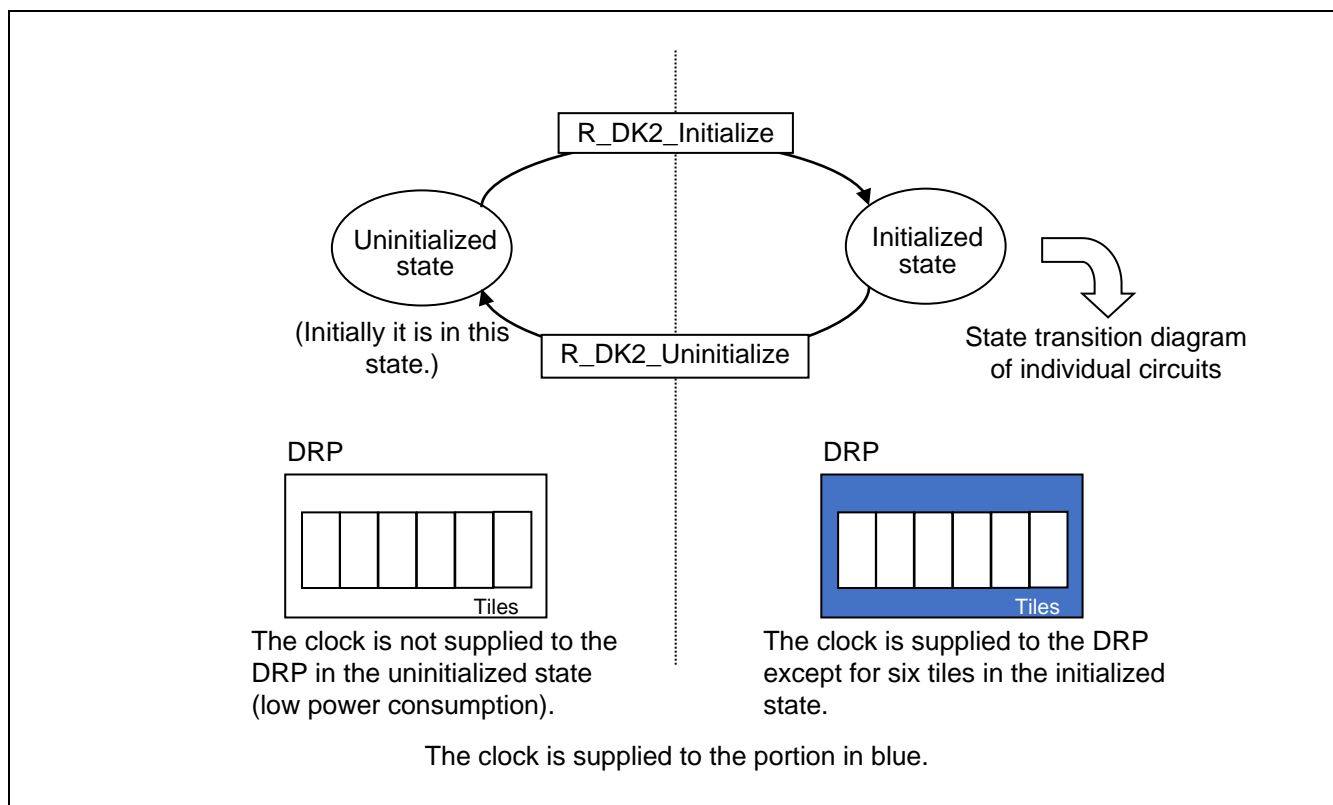 R_DK2_Initialize
Uninitialized
state
Initialized
state
(Initially it is in this
state.)
R_DK2_Uninitialize
State transition diagram
of individual circuits
DRP
Tiles
The clock is not supplied to the
DRP in the uninitialized state
(low power consumption).
DRP
Tiles
The clock is supplied to the DRP
except for six tiles in the initialized
state.
The clock is supplied to the portion in blue.